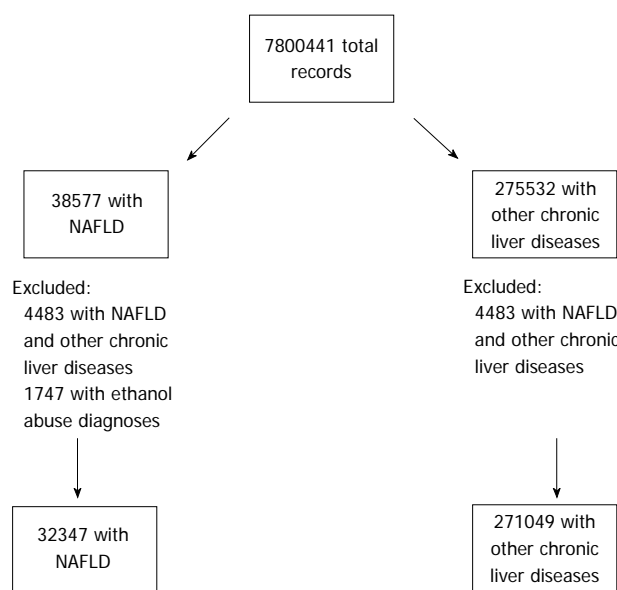 7800441 total
records
38577 with
NAFLD
275532 with
other chronic
liver diseases
Excluded:
4483 with NAFLD
and other chronic
liver diseases
1747 with ethanol
abuse diagnoses
Excluded:
4483 with NAFLD
and other chronic
liver diseases
32347 with
NAFLD
271049 with
other chronic
liver diseases